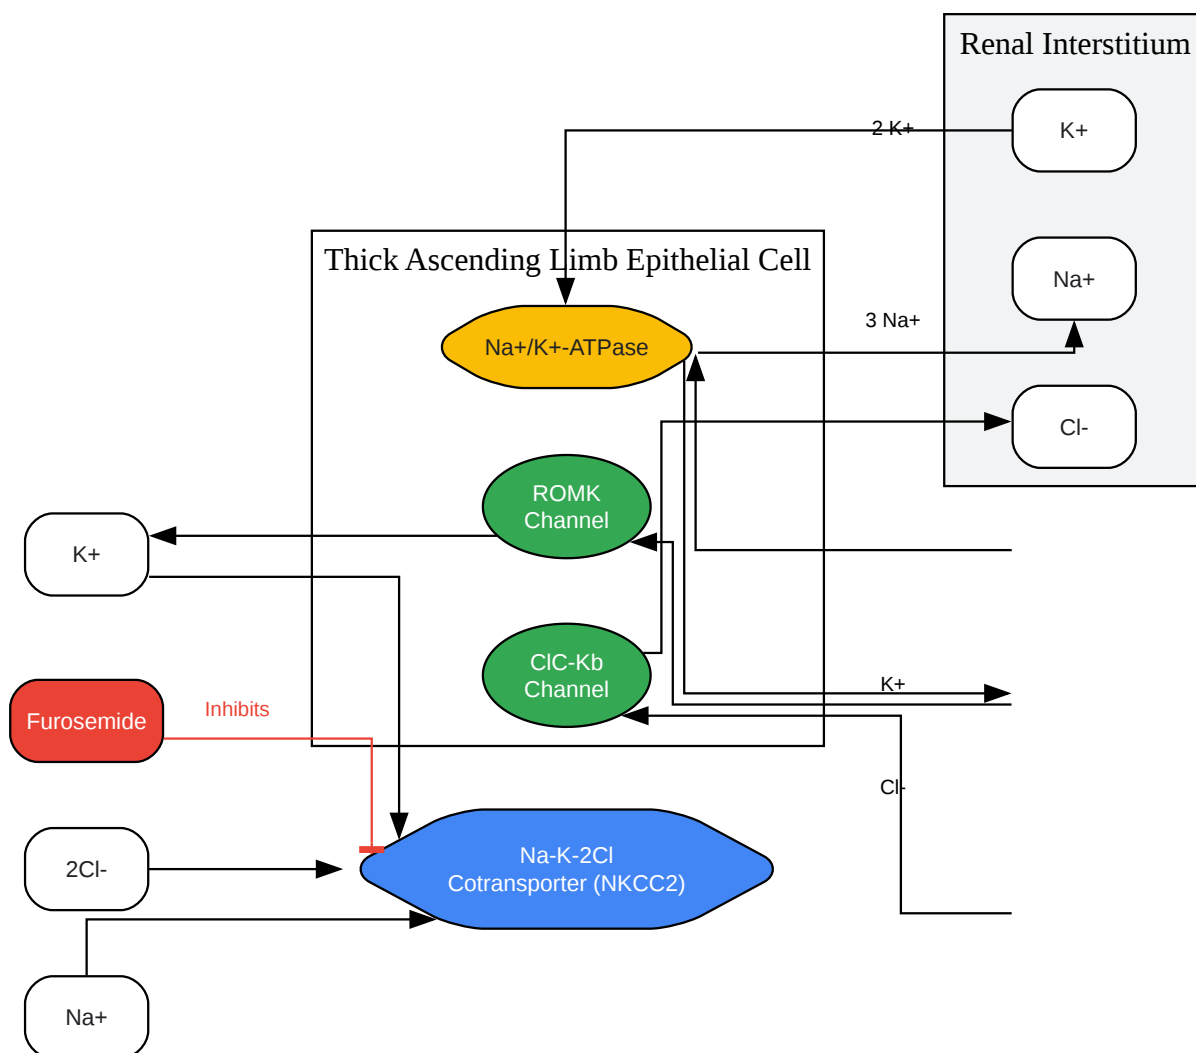 Renal Interstitium
K+
2 K+
Thick Ascending Limb Epithelial Cell
Na+
3 Na+
Na+/K+-ATPase
Cl-
ROMK
Channel
K+
ClC-Kb
Channel
K+
Furosemide
Inhibits
Cl-
2Cl-
Na-K-2Cl
Cotransporter (NKCC2)
Na+